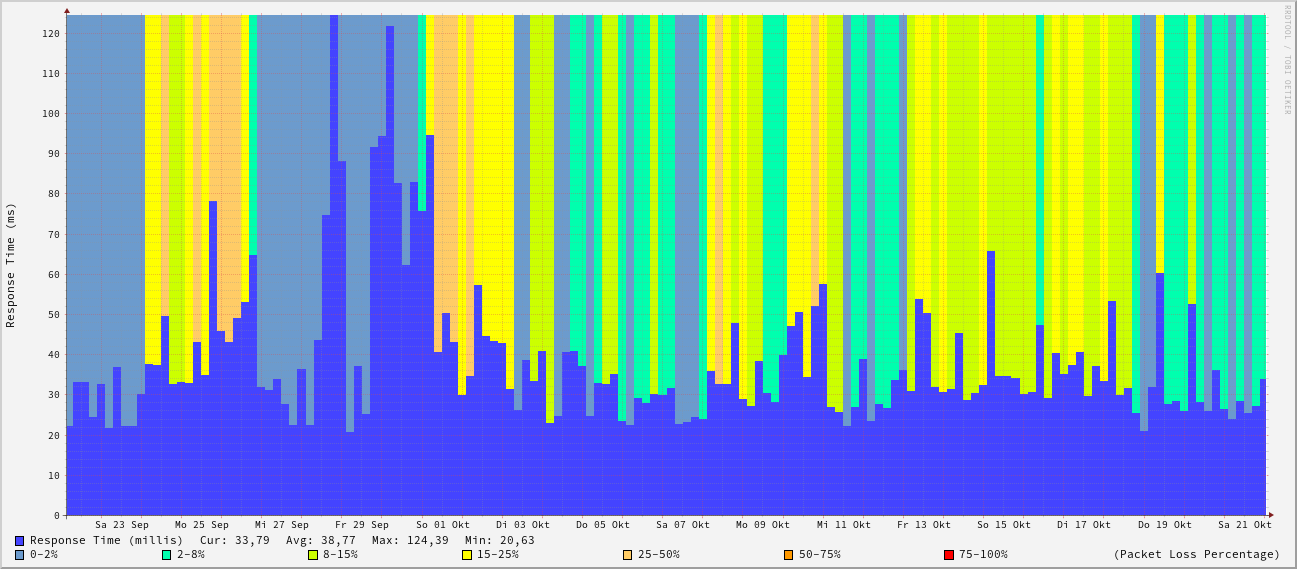 RRDTOOL / TOBI OETIKER
Response Time (ms)
120
110
100
90
80
70
60
50
40
30
20
10
0
Sa 23 Sep Mo 25 Sep Mi 27 Sep Fr 29 Sep So 01 Okt Di 03 Okt Do 05 Okt Sa 07 Okt Mo 09 Okt Mi 11 Okt Fr 13 Okt So 15 Okt Di 17 Okt Do 19 Okt Sa 21 Okt
Response Time (millis) Cur: 33,79 Avg: 38,77 Max: 124,39 Min: 20,63
0-2% 2-8% 8-15% 15-25% 25-50% 50-75% 75-100% (Packet Loss Percentage)